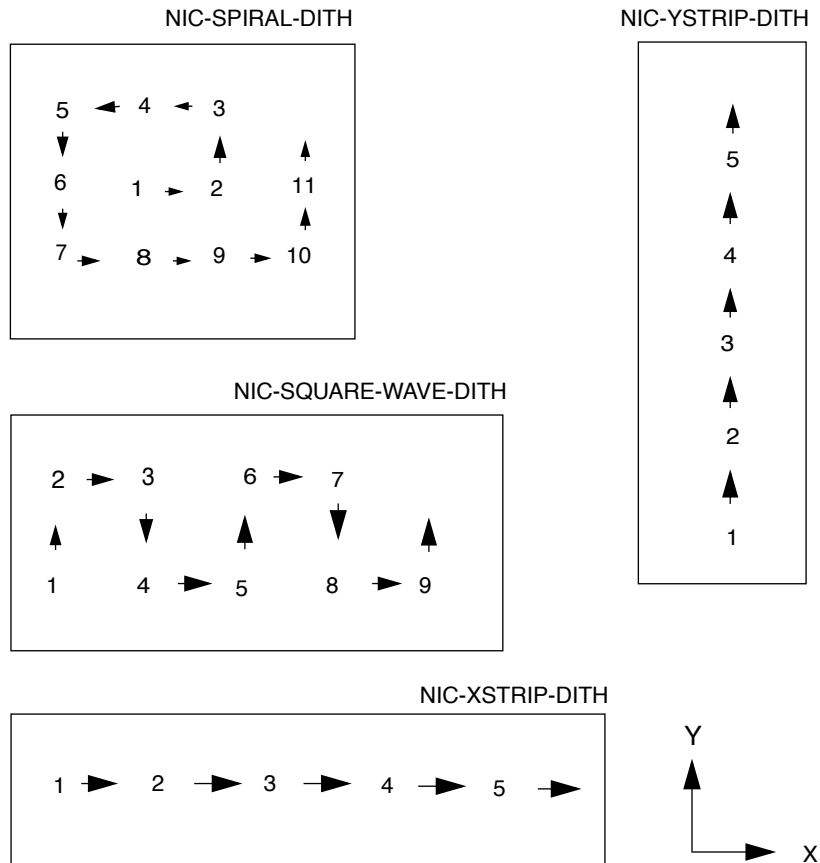 NIC-SPIRAL-DITH
5 4 3
6 1 2 11
7 8 9 10
NIC-YSTRIP-DITH
5
4
3
2
1
NIC-SQUARE-WAVE-DITH
2 3 6 7
1 4 5 8 9
NIC-XSTRIP-DITH
1 2 3 4 5
Y
X